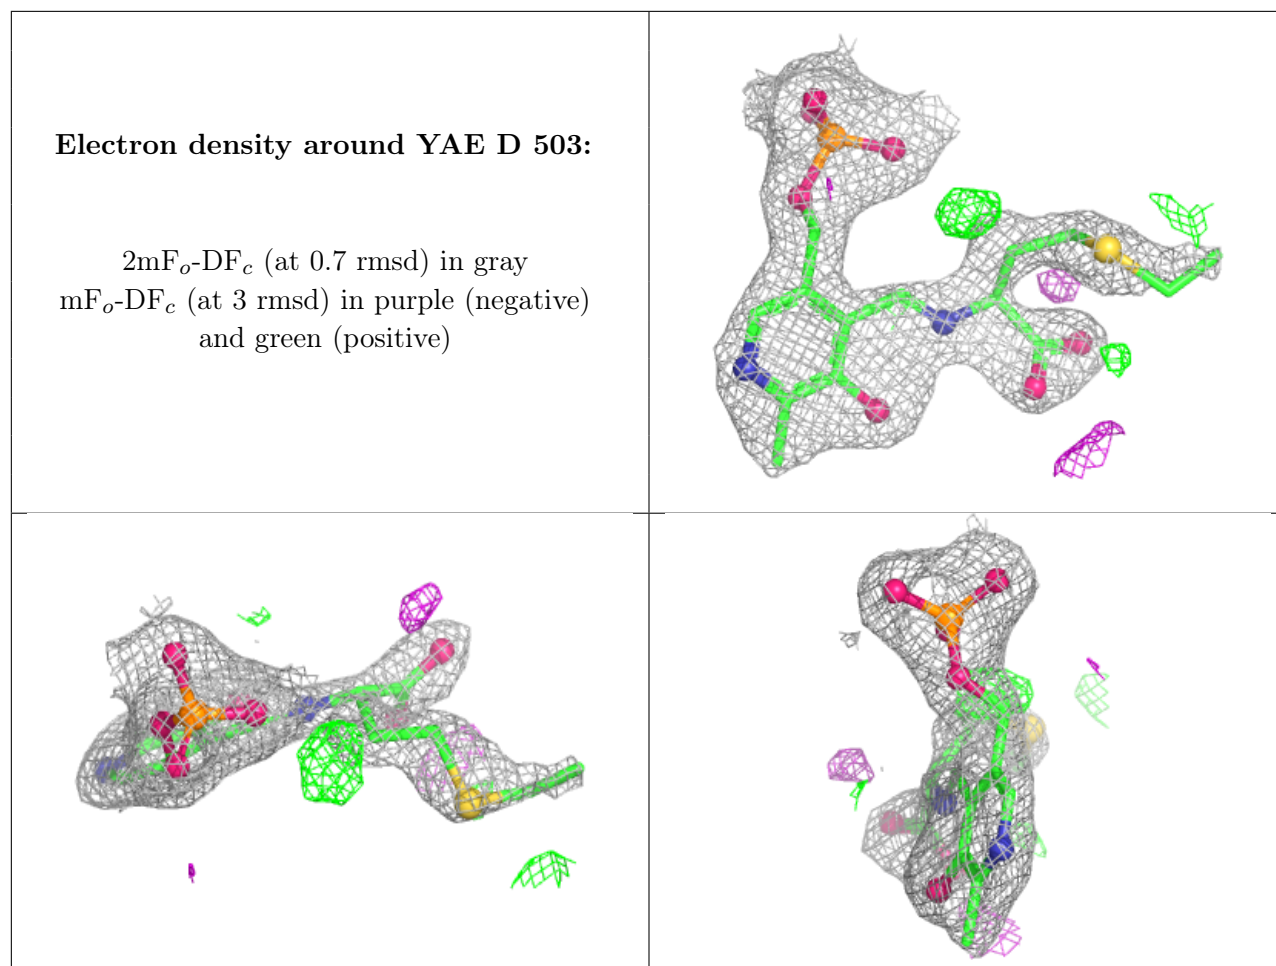 Electron density around YAE D 503:
2mFo-DFc (at 0.7 rmsd) in gray
mFo-DFc (at 3 rmsd) in purple (negative)
and green (positive)